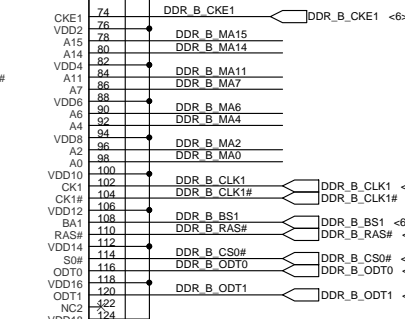 CKE1 74 DDR_B_CKE1 DDR_B_CKE1 <6>
VDD2 76
A15 78 DDR_B_MA15
A14 80 DDR_B_MA14
VDD4 82
#
A11 84 DDR_B_MA11
A7 86 DDR_B_MA7
VDD6 88
A6 90 DDR_B_MA6
A4 92 DDR_B_MA4
VDD8 94
A2 96 DDR_B_MA2
A0 98 DDR_B_MA0
VDD10 100
CK1 102 DDR_B_CLK1 DDR_B_CLK1 <
CK1# 104 DDR_B_CLK1# DDR_B_CLK1#
VDD12 106
BA1 108 DDR_B_BS1 DDR_B_BS1 <6
RAS# 110 DDR_B_RAS# DDR_B_RAS# <
VDD14 112
S0# 114 DDR_B_CS0# DDR_B_CS0# <
ODT0 116 DDR_B_ODT0 DDR_B_ODT0 <
VDD16 118
ODT1 120 DDR_B_ODT1 DDR_B_ODT1 <
NC2 122
VDD18 124